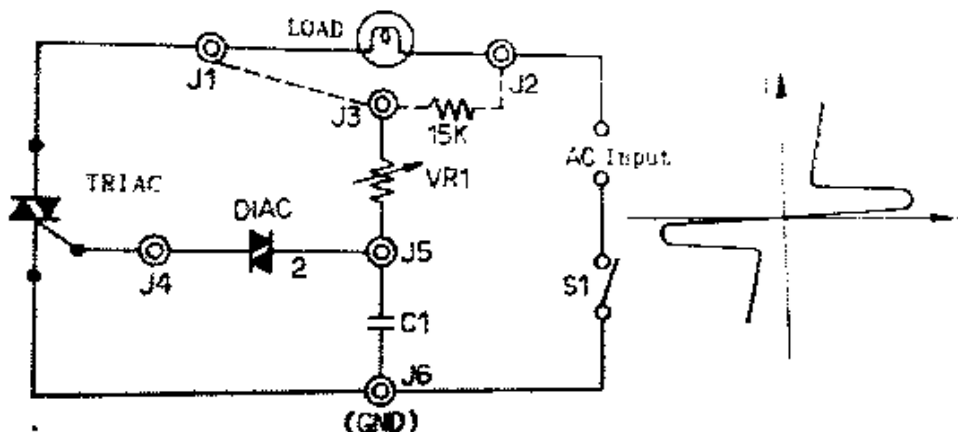 LOAD
J1
J2
J3
15K
AC Input
TRIAC
VR1
DIAC
J4
2
J5
S1
C1
J6
(GND)